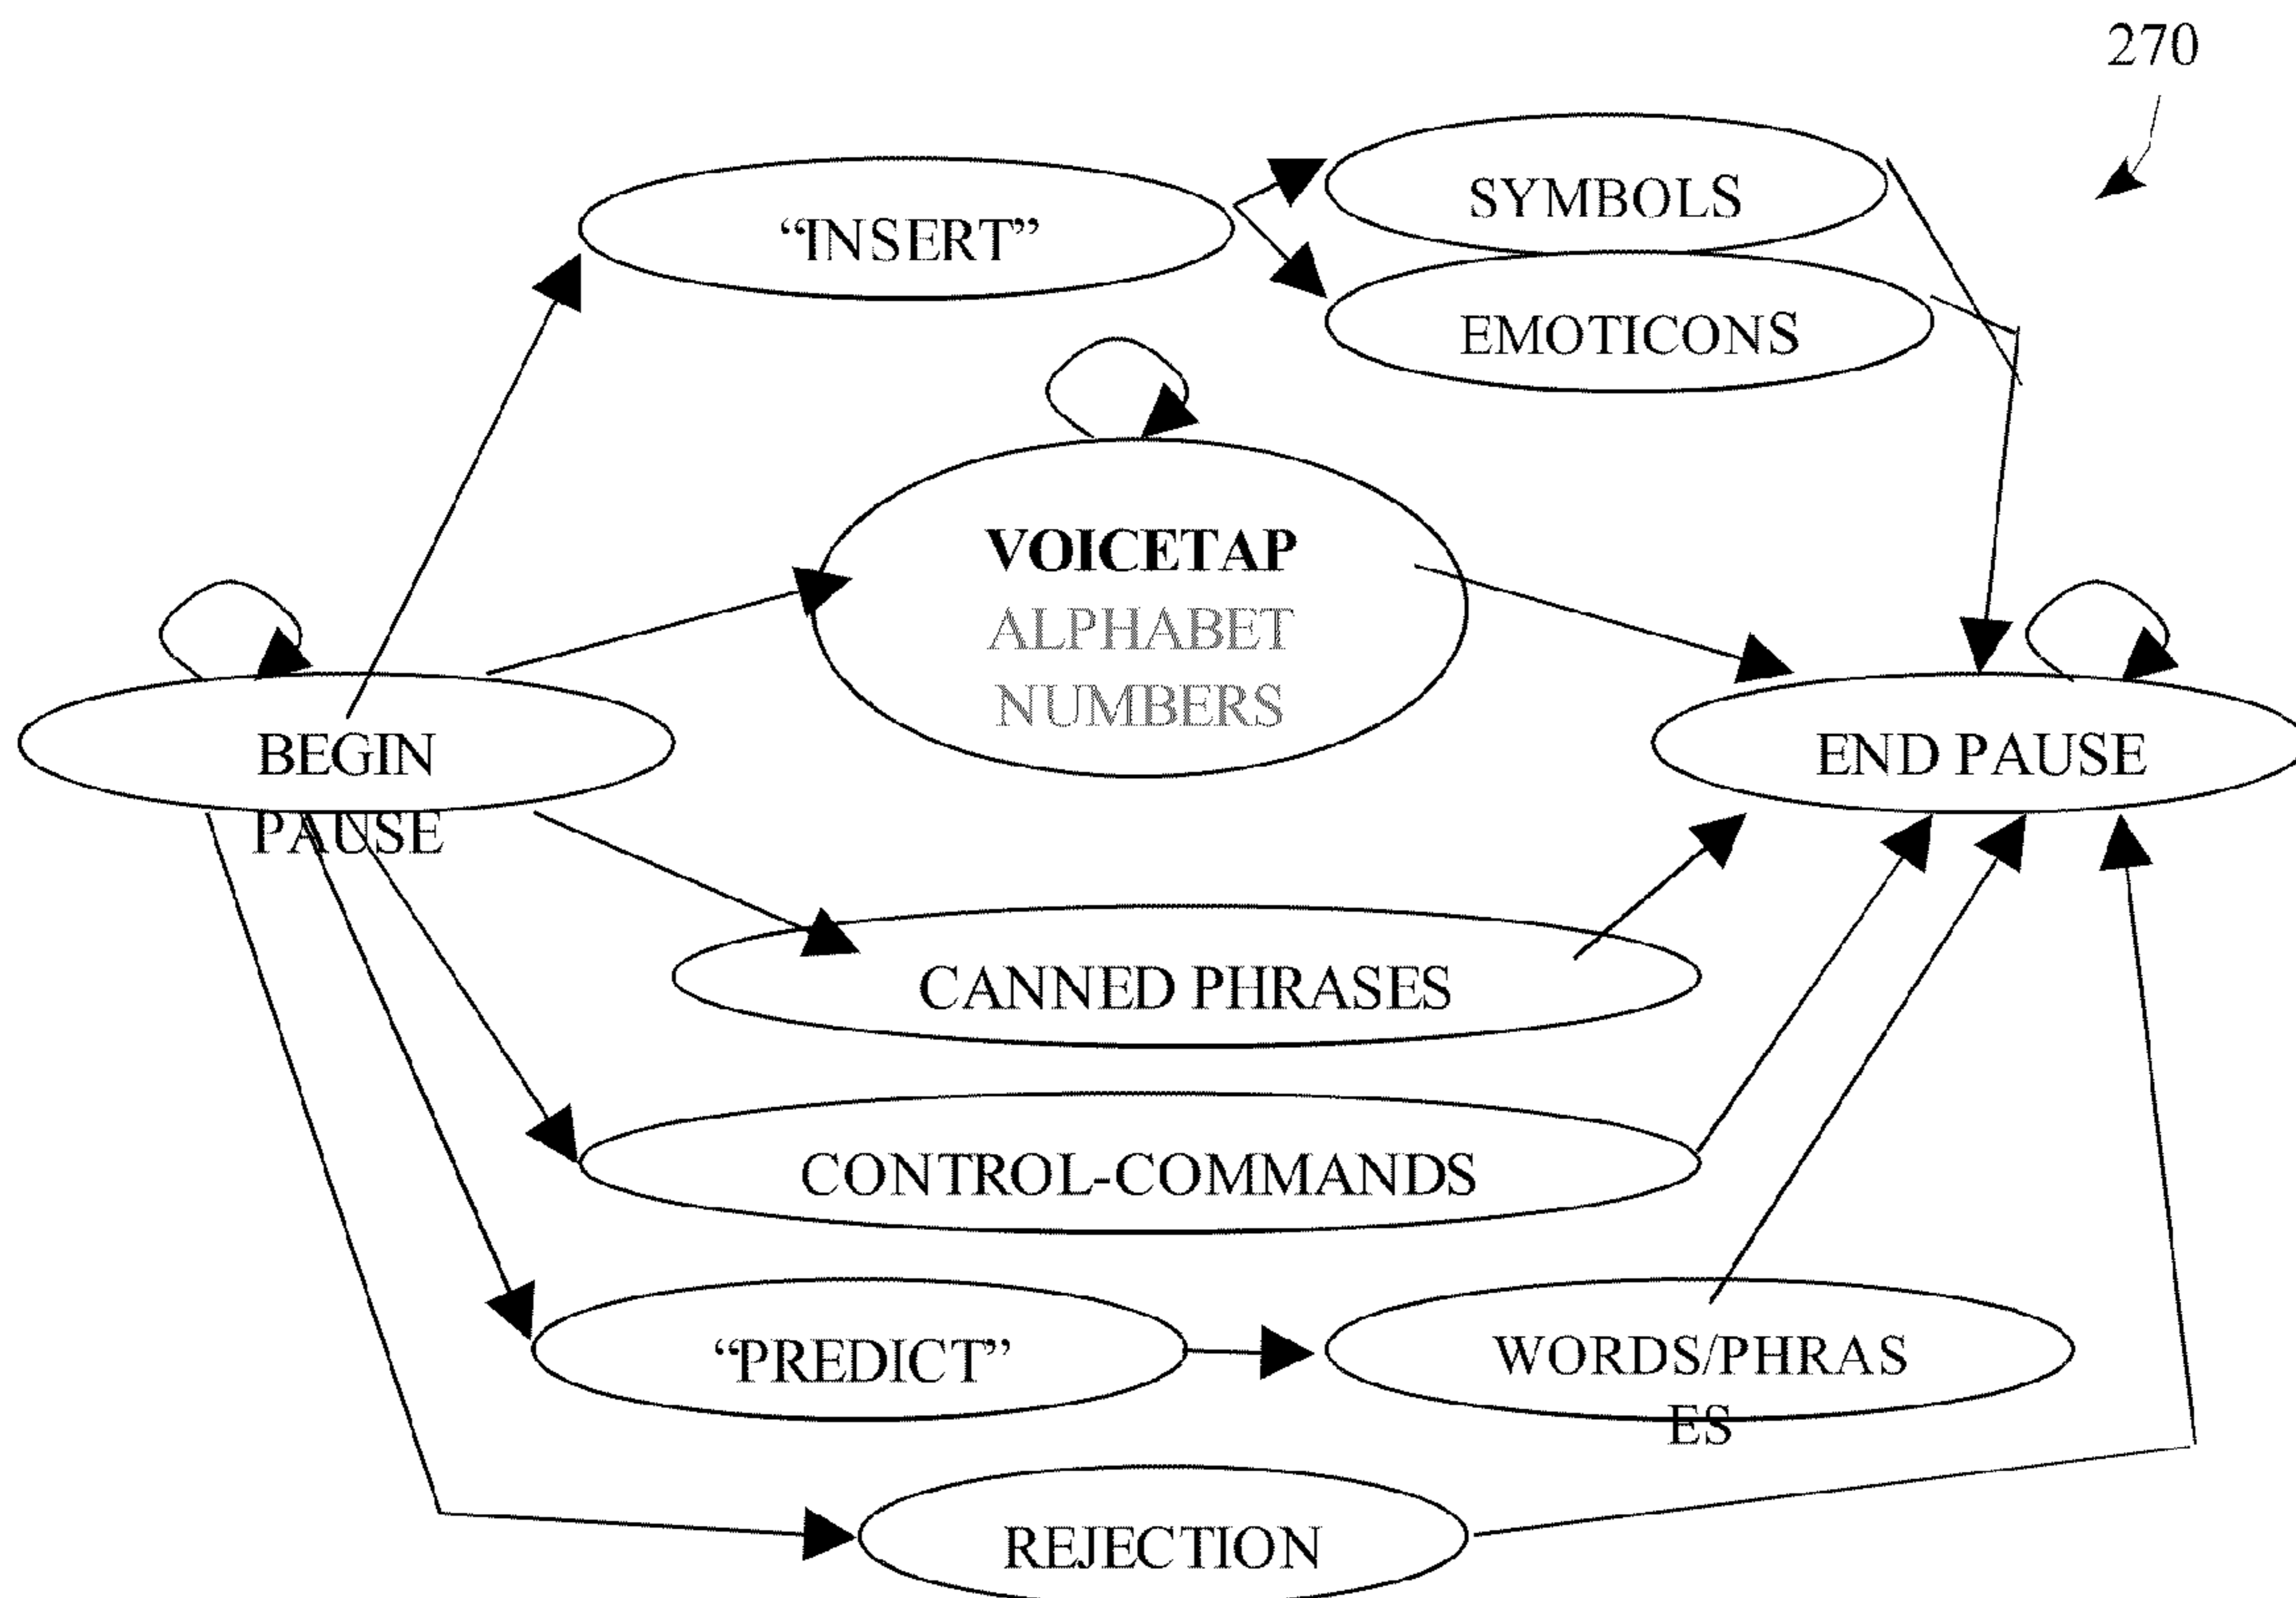 270
“INSERT”
SYMBOLS
EMOTICONS
VOICETAP
ALPHABET
NUMBERS
BEGIN
PAUSE
END PAUSE
CANNED PHRASES
CONTROL-COMMANDS
“PREDICT”
WORDS/PHRAS
ES
REJECTION